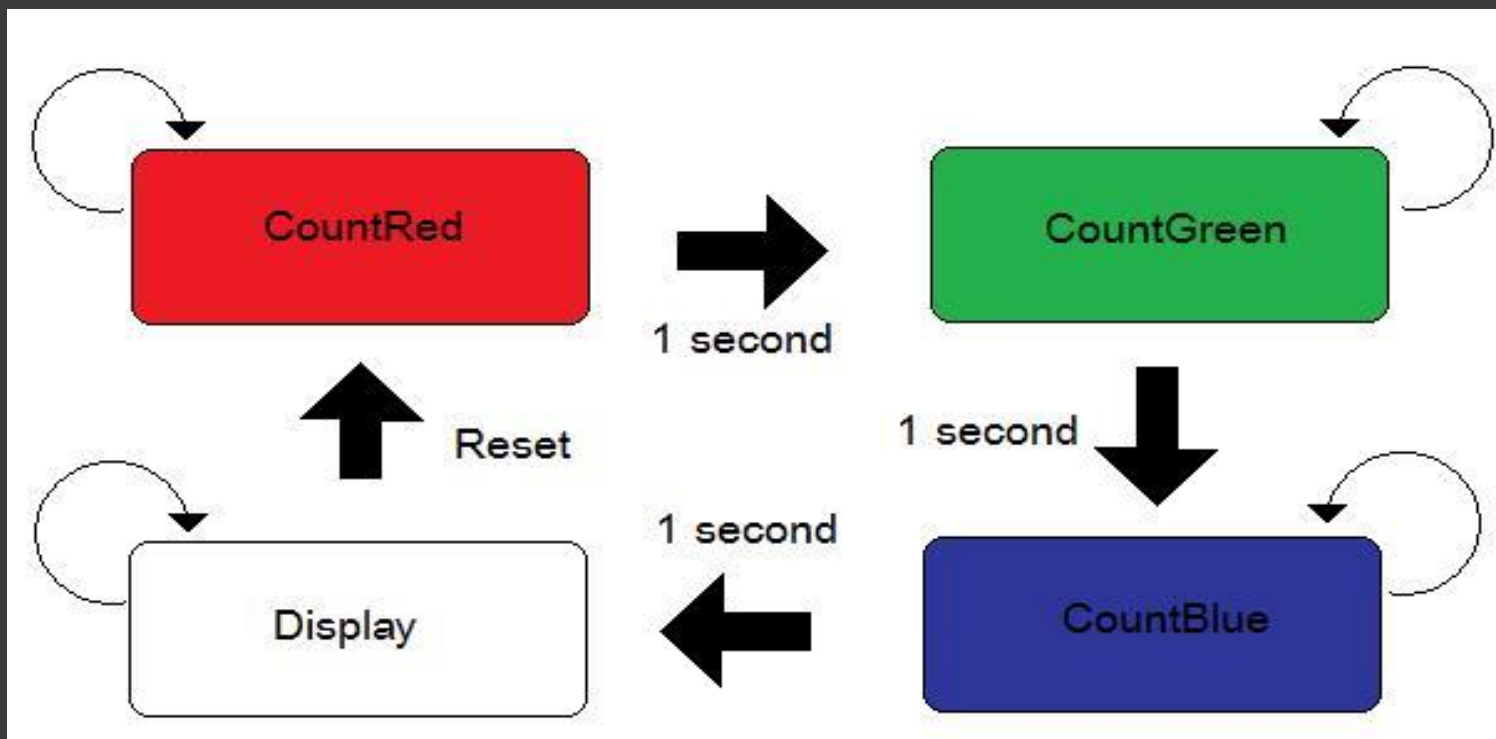 CountRed
CountGreen
1 second
Reset
1 second
1 second
Display
CountBlue